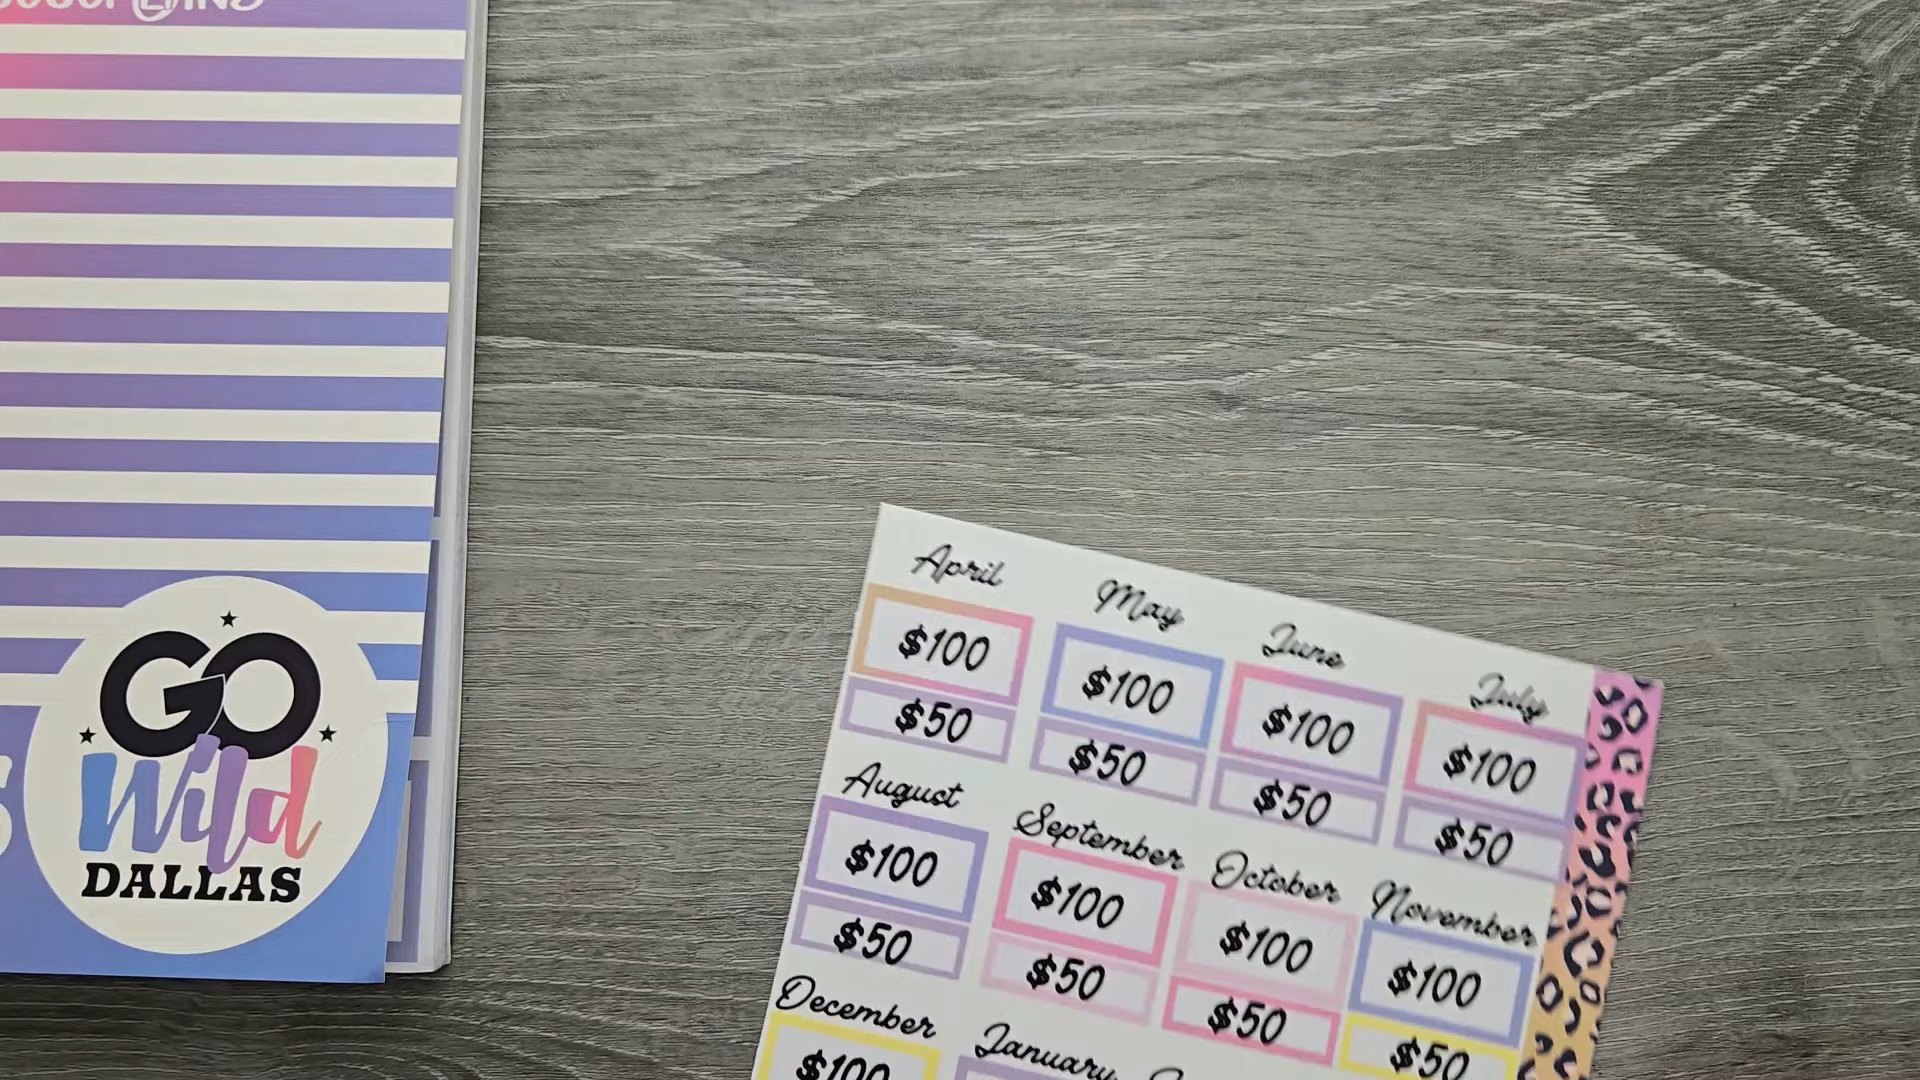 GO
Wild
DALLAS
April May June July
$100 $100 $100 $100
$50 $50 $50 $50
August September October November
$100 $100 $100 $100
$50 $50 $50 $50
December January
$100